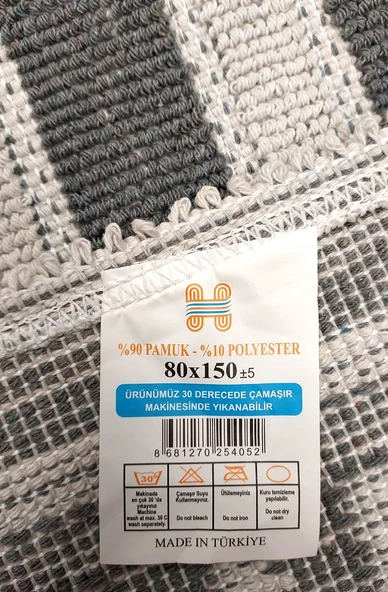 %90 PAMUK - %10 POLYESTER
80x150 ±5
ÜRÜNÜMÜZ 30 DERECEDE ÇAMAŞIR
MAKİNESİNDE YIKANABİLİR
8 681270 254052
30°
Makinada
en çok 30 'da
yıkayınız
Machine
wash at max. 30 C
wash separately.
Çamaşır Suyu
Kullanmayınız.
Do not bleach
Ütülemeyiniz
Do not iron
Kuru temizleme
yapılabilir.
Do not dry
clean
MADE IN TÜRKİYE